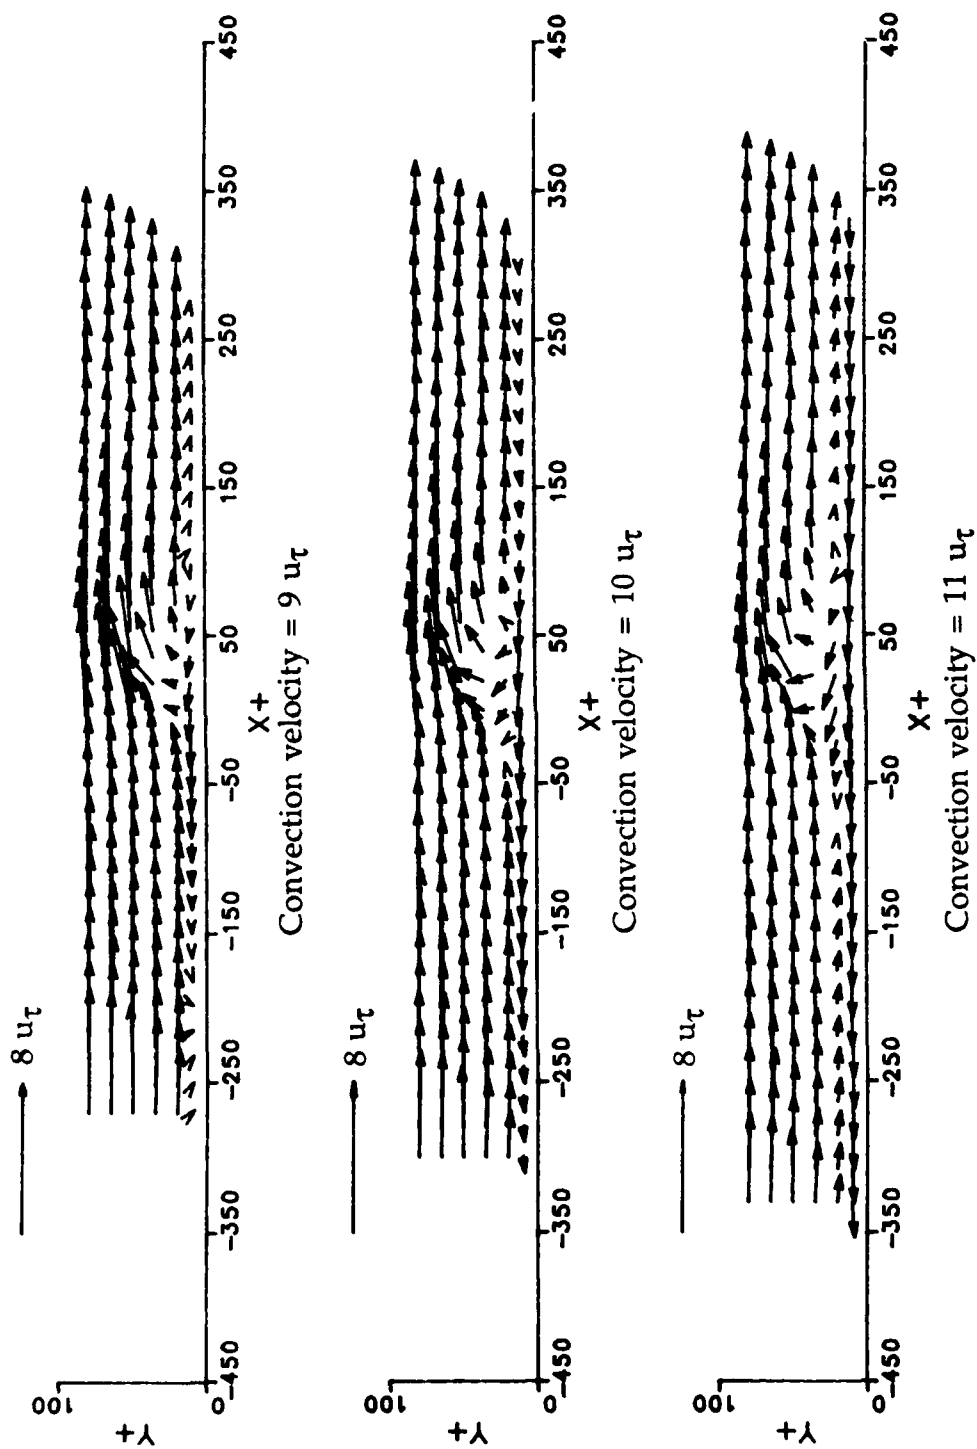 8 uτ
Y+
100
0
-450 -350 -250 -150 -50 50 150 250 350 450
X+
Convection velocity = 9 uτ
8 uτ
Y+
100
0
-450 -350 -250 -150 -50 50 150 250 350 450
X+
Convection velocity = 10 uτ
8 uτ
Y+
100
0
-450 -350 -250 -150 -50 50 150 250 350 450
X+
Convection velocity = 11 uτ